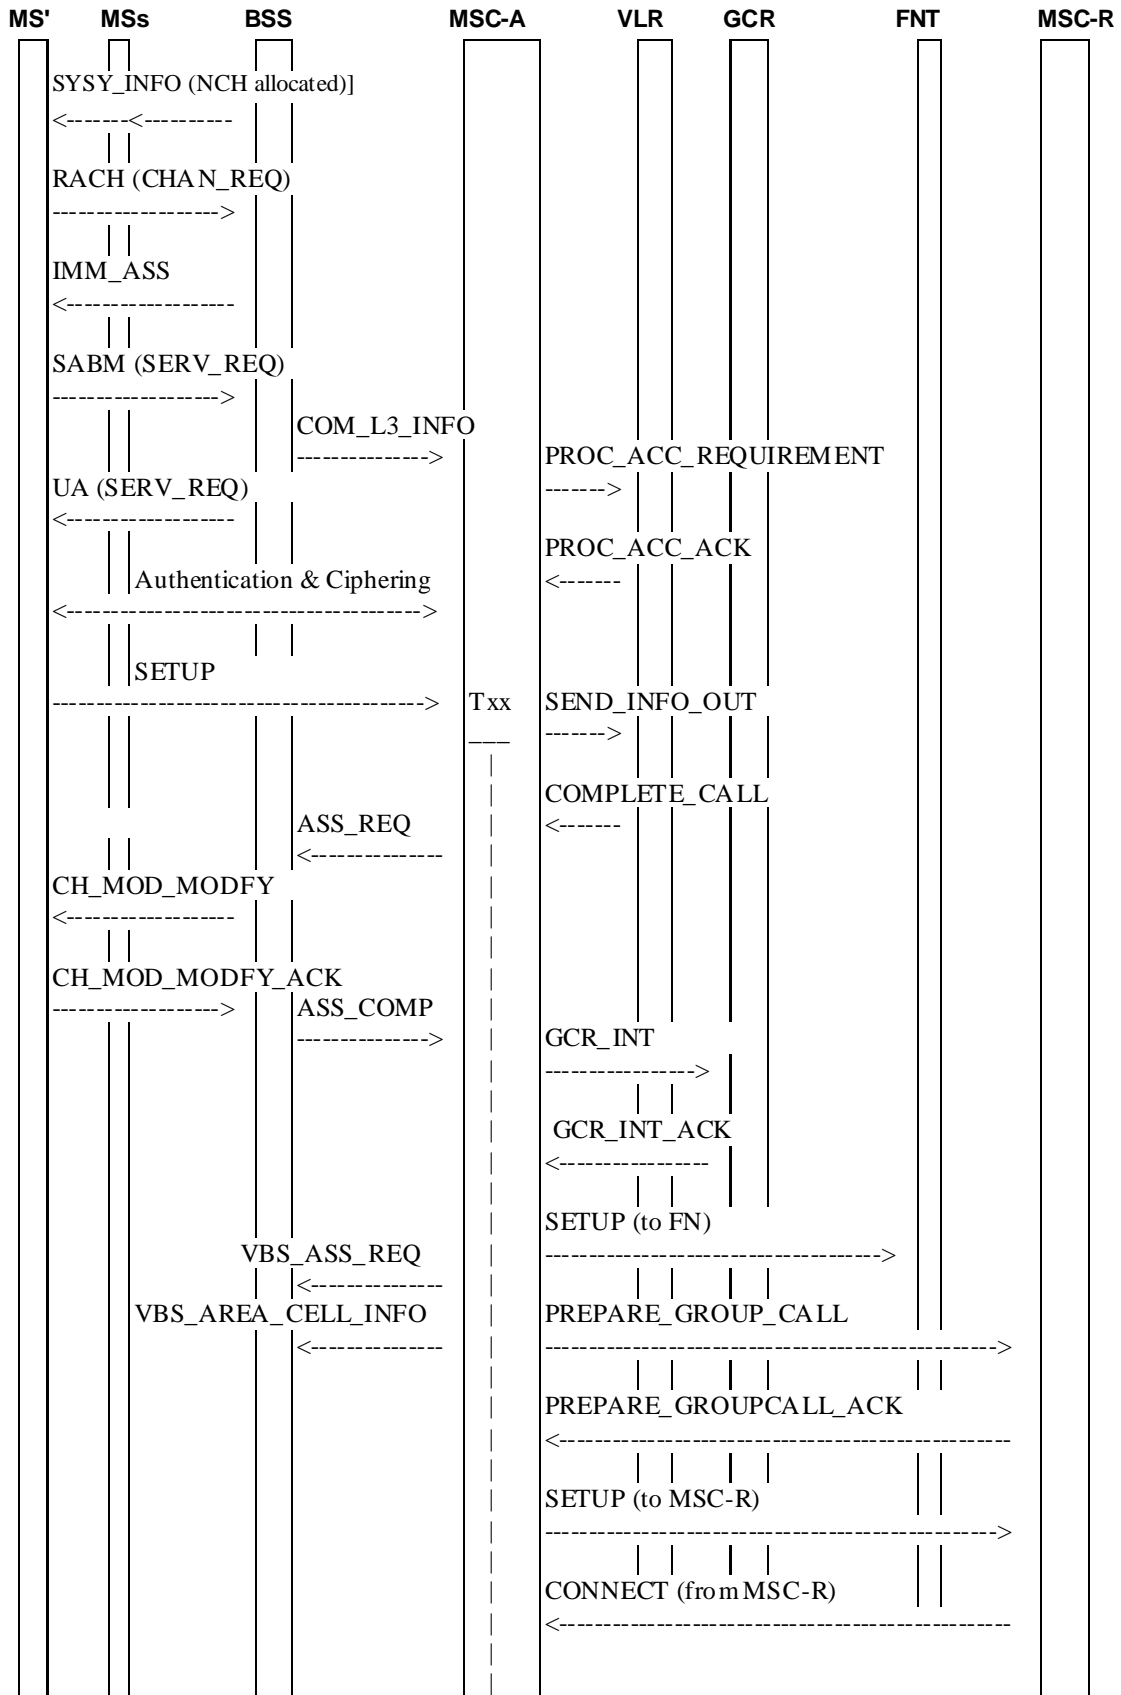 MS' MSs BSS MSC-A VLR GCR FNT MSC-R
SYSY_INFO (NCH allocated)]
RACH (CHAN_REQ)
IMM_ASS
SABM (SERV_REQ)
COM_L3_INFO
PROC_ACC_REQUIREMENT
UA (SERV_REQ)
PROC_ACC_ACK
Authentication & Ciphering
SETUP
Txx SEND_INFO_OUT
COMPLETE_CALL
ASS_REQ
CH_MOD_MODFY
CH_MOD_MODFY_ACK
ASS_COMP
GCR_INT
GCR_INT_ACK
SETUP (to FN)
VBS_ASS_REQ
VBS_AREA_CELL_INFO PREPARE_GROUP_CALL
PREPARE_GROUPCALL_ACK
SETUP (to MSC-R)
CONNECT (from MSC-R)